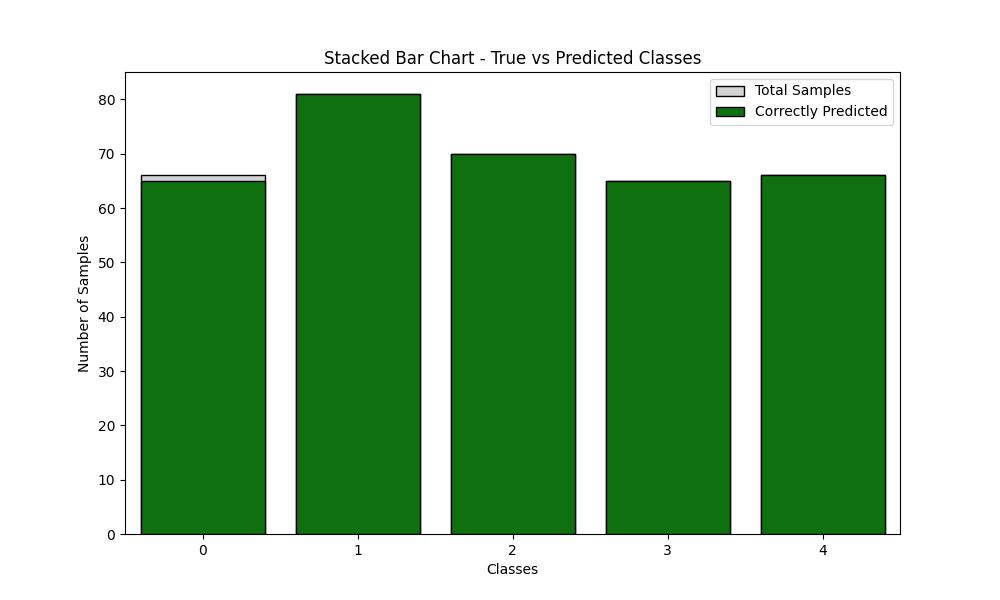 Stacked Bar Chart - True vs Predicted Classes
Total Samples
Correctly Predicted
Number of Samples
80
70
60
50
40
30
20
10
0
0 1 2 3 4
Classes